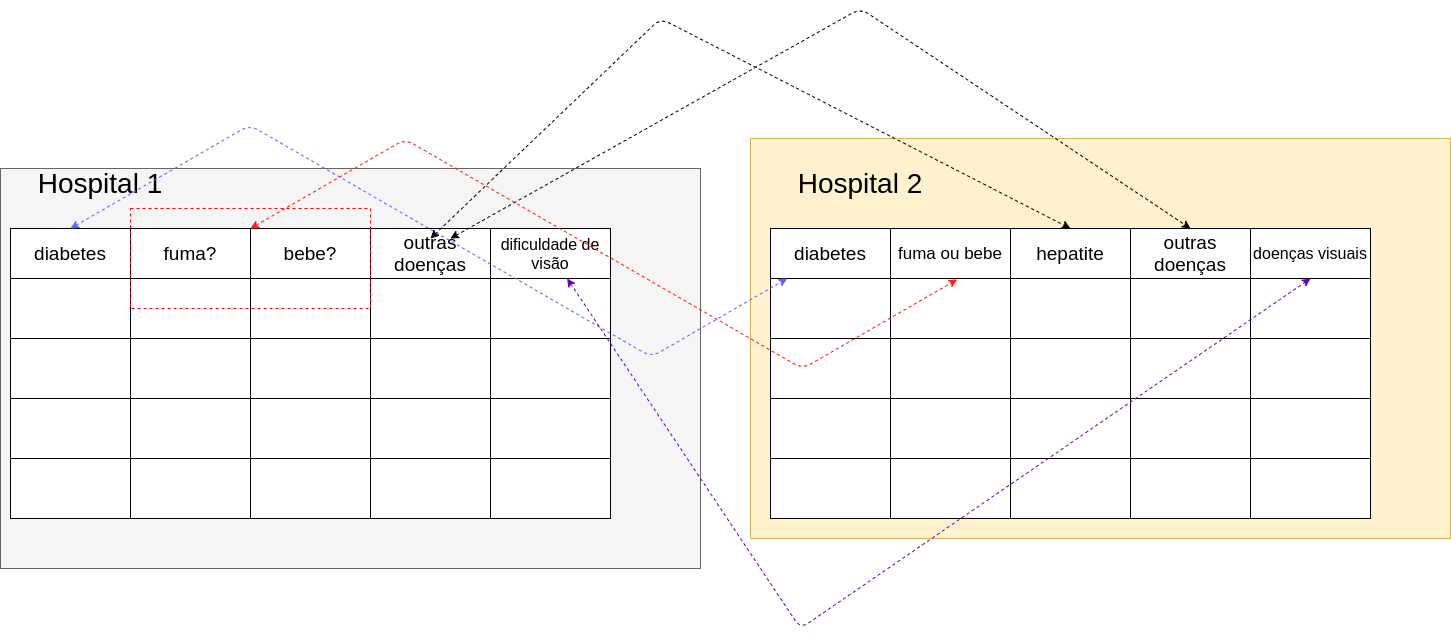 Hospital 1
diabetes
fuma?
bebe?
outras
doenças
dificuldade de
visão
Hospital 2
diabetes
fuma ou bebe
hepatite
outras
doenças
doenças visuais